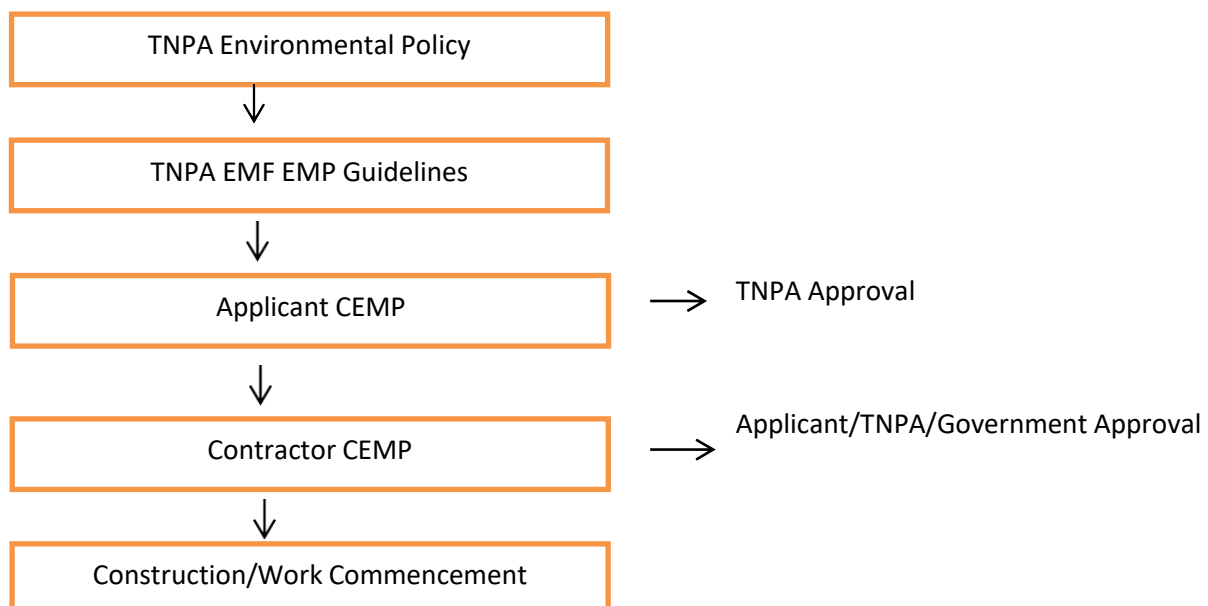 TNPA Environmental Policy
TNPA EMF EMP Guidelines
Applicant CEMP
TNPA Approval
Contractor CEMP
Applicant/TNPA/Government Approval
Construction/Work Commencement